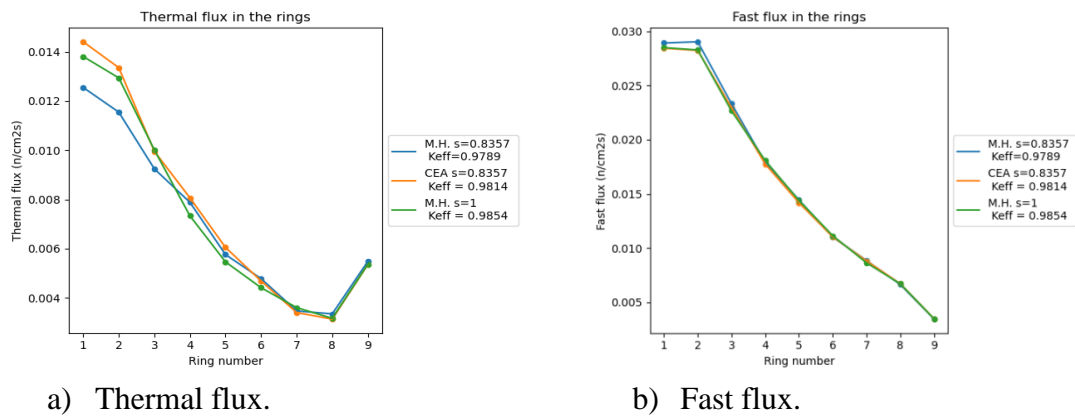 Thermal flux in the rings
Thermal flux (n/cm2s)
0.014
0.012
0.010
0.008
0.006
0.004
1 2 3 4 5 6 7 8 9
Ring number
M.H. s=0.8357
Keff=0.9789
CEA s=0.8357
Keff = 0.9814
M.H. s=1
Keff = 0.9854
a) Thermal flux.
Fast flux in the rings
Fast flux (n/cm2s)
0.030
0.025
0.020
0.015
0.010
0.005
1 2 3 4 5 6 7 8 9
Ring number
M.H. s=0.8357
Keff=0.9789
CEA s=0.8357
Keff = 0.9814
M.H. s=1
Keff = 0.9854
b) Fast flux.